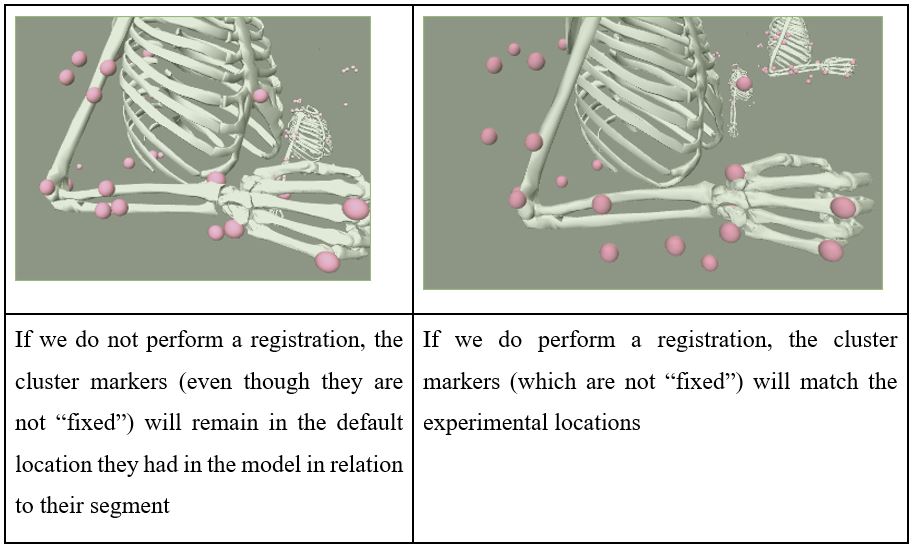 If we do not perform a registration, the
cluster markers (even though they are
not “fixed”) will remain in the default
location they had in the model in relation
to their segment
If we do perform a registration, the cluster
markers (which are not “fixed”) will match the
experimental locations